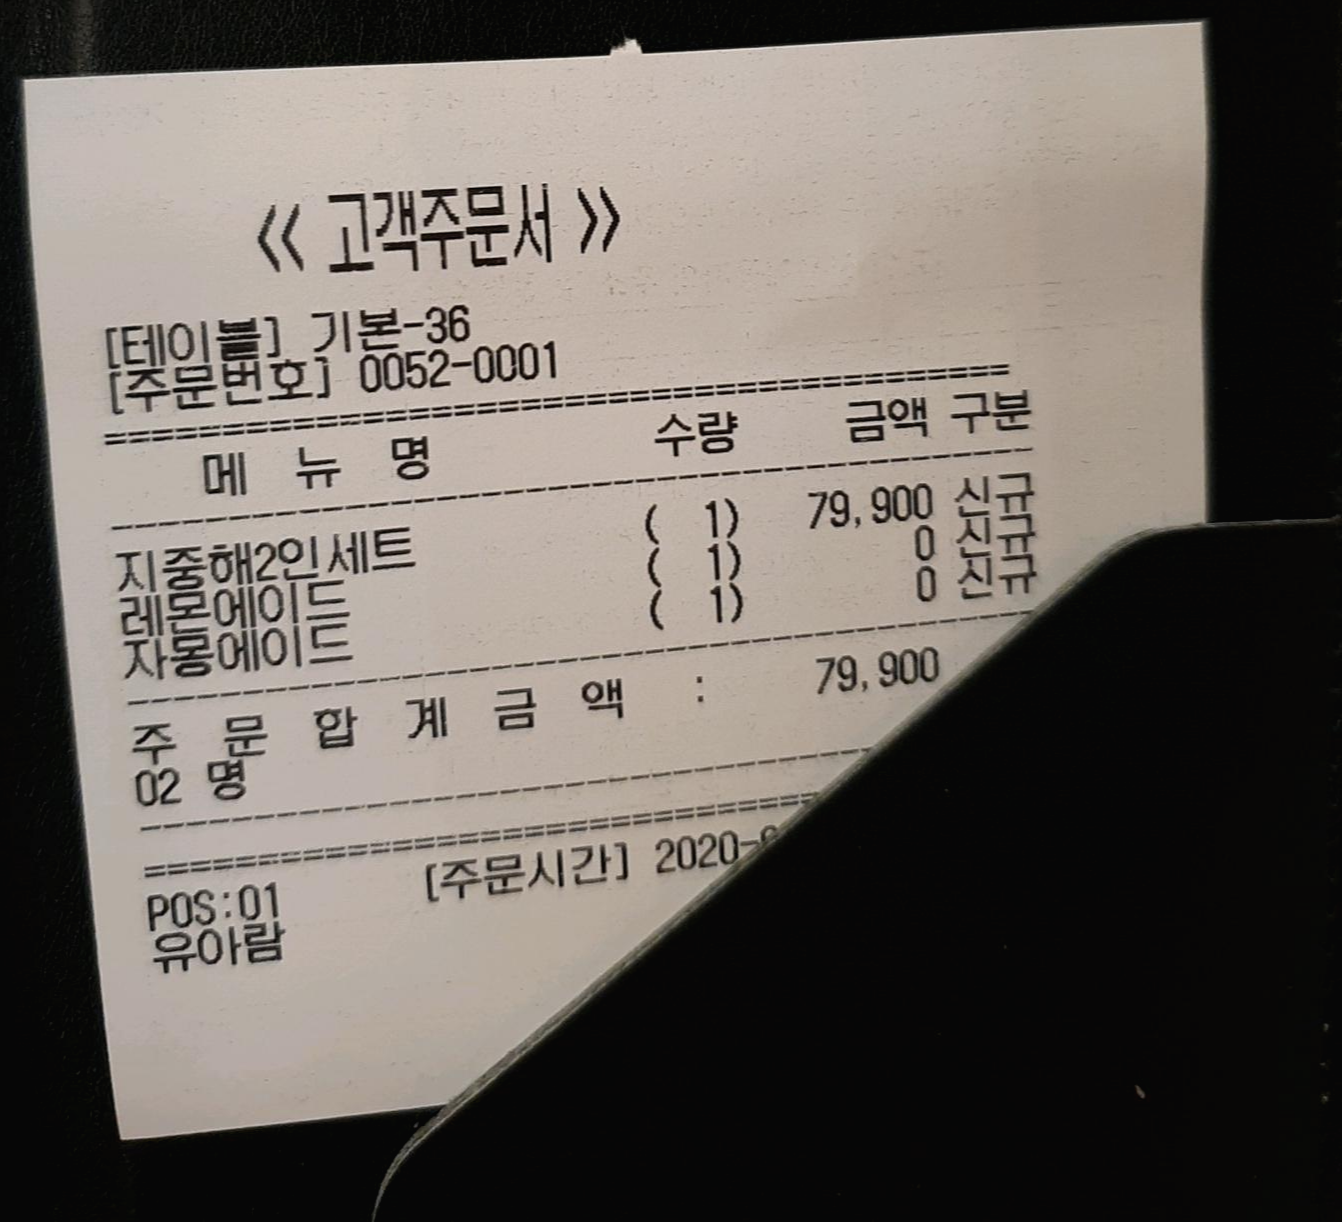 << 고객주문서 >>
[테이블] 기본-36
[주문번호] 0052-0001
========================================
메 뉴 명 수량 금액 구분
----------------------------------------
지중해2인세트 ( 1) 79,900 신규
레몬에이드 ( 1) 0 신규
자몽에이드 ( 1) 0 신규
----------------------------------------
주 문 합 계 금 액 : 79,900
02 명
----------------------------------------
========================================
[주문시간] 2020-
POS:01
유아람